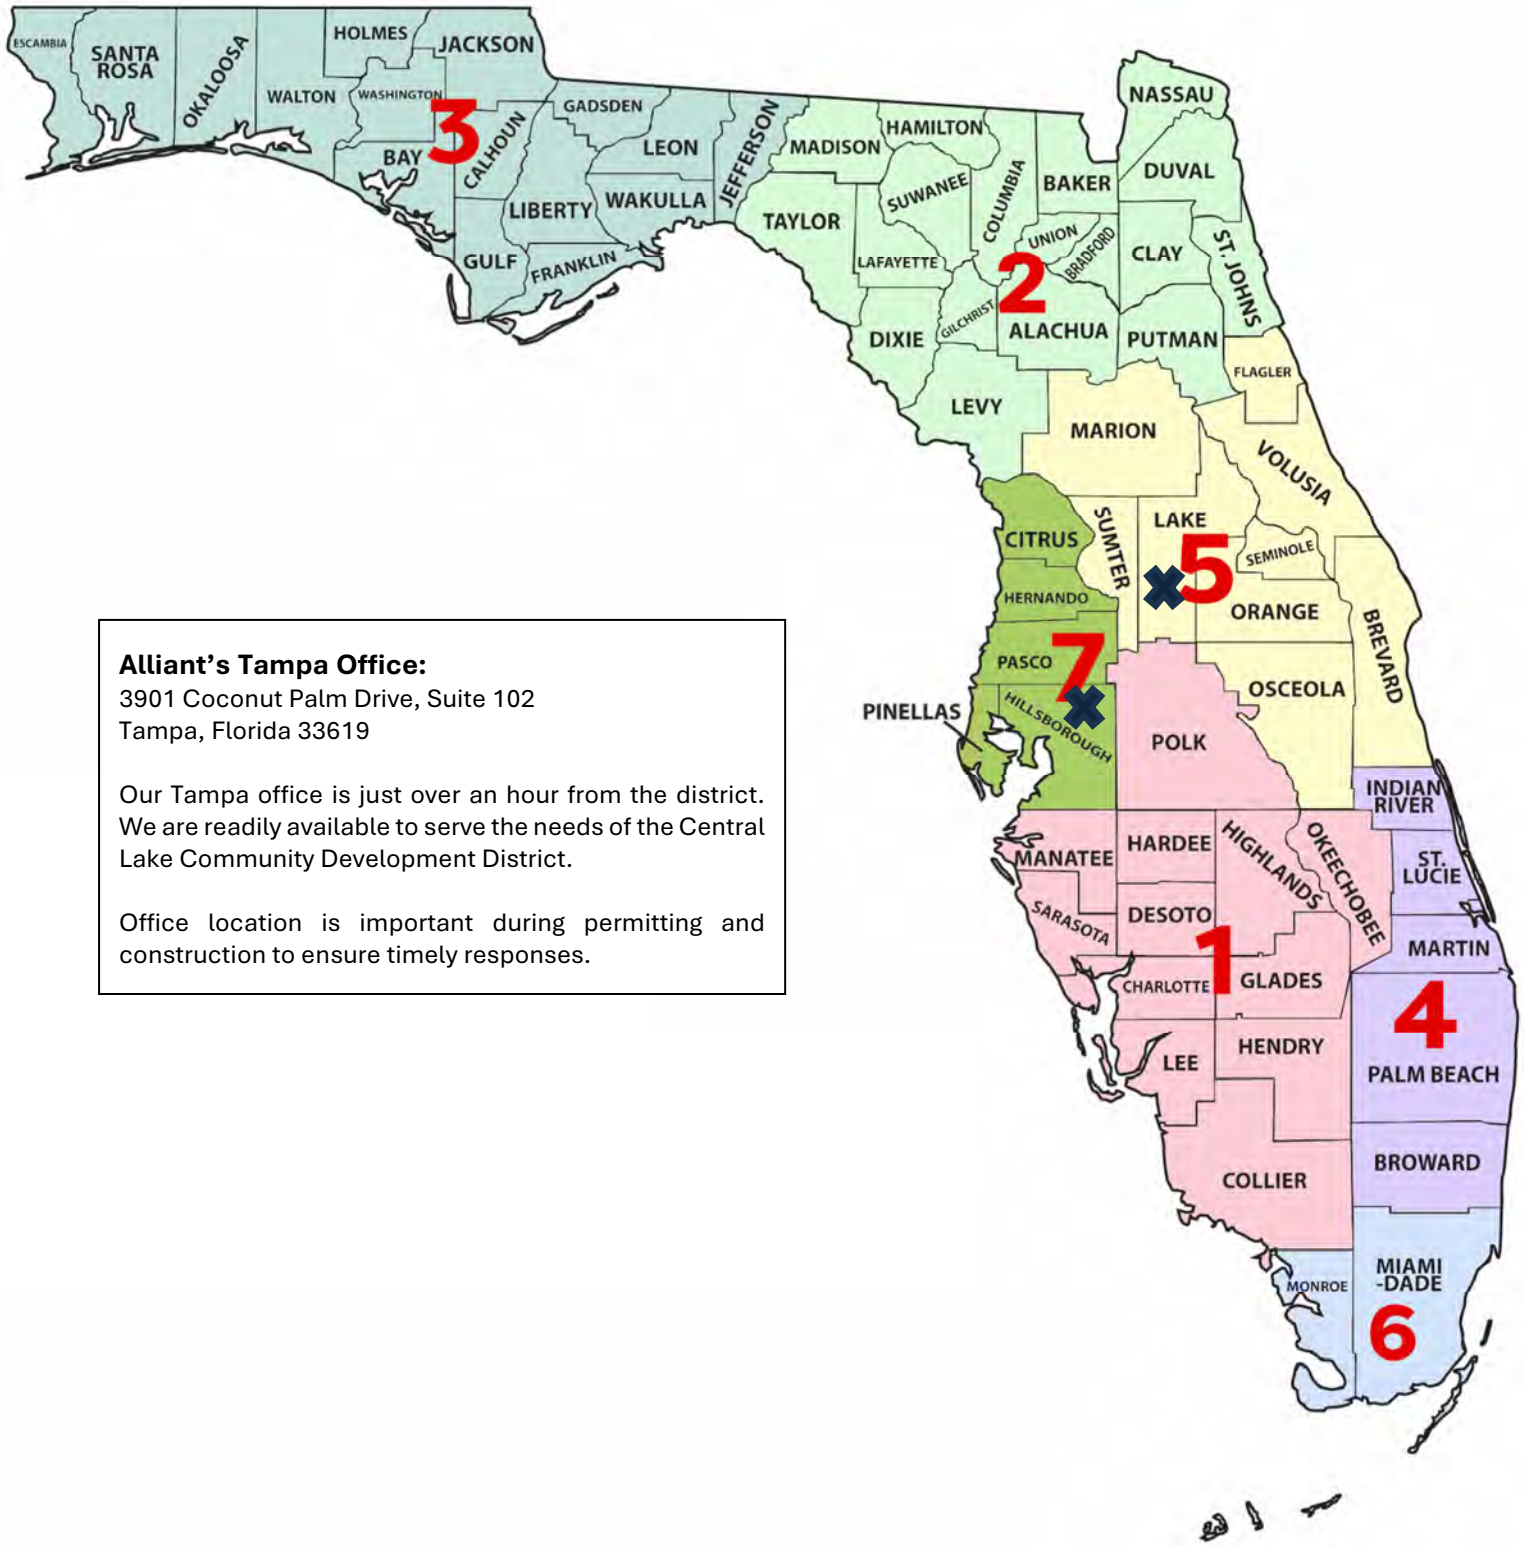 ESCAMBIA
SANTA
ROSA
OKALOOSA
WALTON
HOLMES
JACKSON
WASHINGTON
3
BAY
CALHOUN
GADSDEN
LEON
JEFFERSON
LIBERTY
WAKULLA
GULF
FRANKLIN
MADISON
HAMILTON
TAYLOR
SUWANEE
LAFAYETTE
COLUMBIA
BAKER
NASSAU
DUVAL
UNION
BRADFORD
CLAY
ST. JOHNS
2
DIXIE
GILCHRIST
ALACHUA
PUTMAN
LEVY
FLAGLER
MARION
VOLUSIA
CITRUS
SUMTER
LAKE
5
SEMINOLE
HERNANDO
ORANGE
BREVARD
PASCO
7
OSCEOLA
PINELLAS
HILLSBOROUGH
POLK
Alliant's Tampa Office:
3901 Coconut Palm Drive, Suite 102
Tampa, Florida 33619
Our Tampa office is just over an hour from the district.
We are readily available to serve the needs of the Central
Lake Community Development District.
Office location is important during permitting and
construction to ensure timely responses.
INDIAN
RIVER
MANATEE
HARDEE
HIGHLANDS
OKEECHOBEE
ST.
LUCIE
SARASOTA
DESOTO
MARTIN
1
CHARLOTTE
GLADES
4
LEE
HENDRY
PALM BEACH
COLLIER
BROWARD
MONROE
MIAMI
-DADE
6